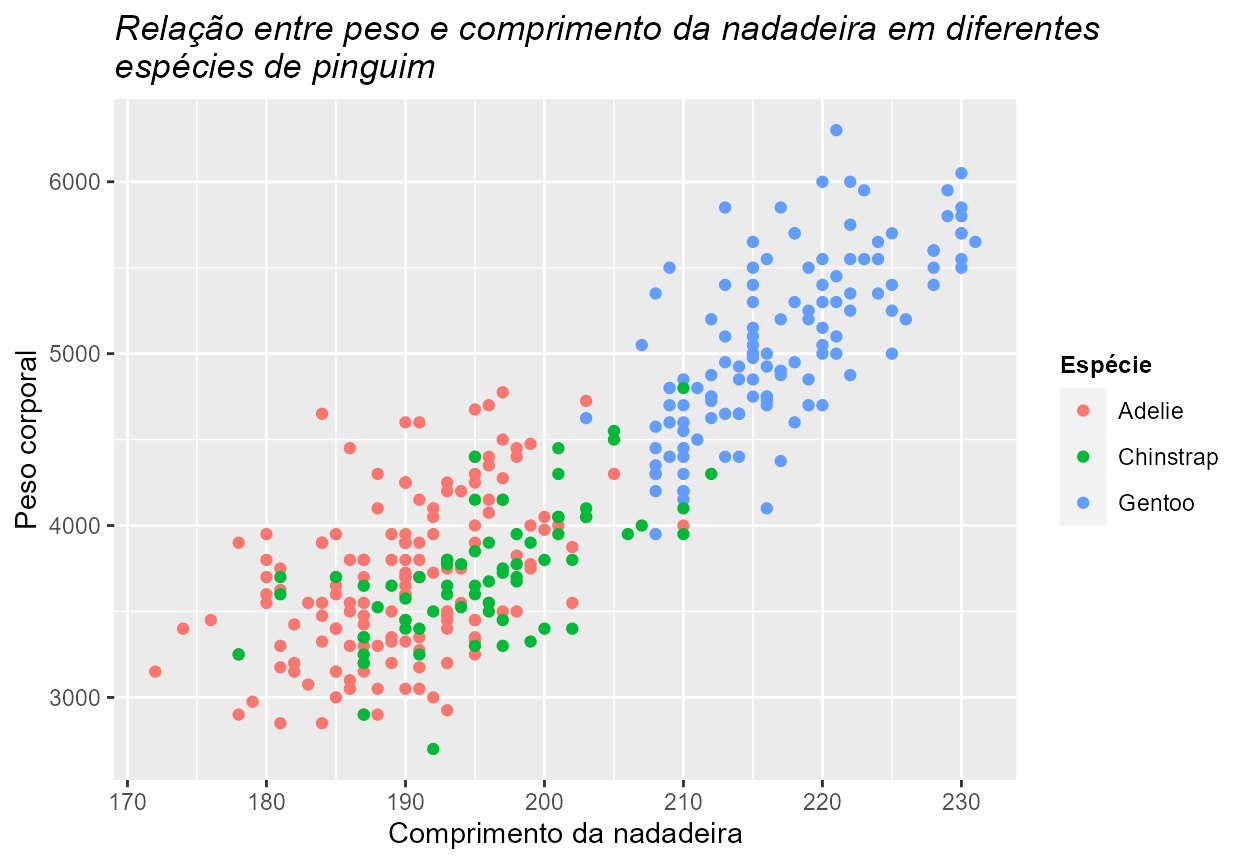 Relação entre peso e comprimento da nadadeira em diferentes
espécies de pinguim
6000
5000
4000
3000
Peso corporal
170 180 190 200 210 220 230
Comprimento da nadadeira
Espécie
Adelie
Chinstrap
Gentoo